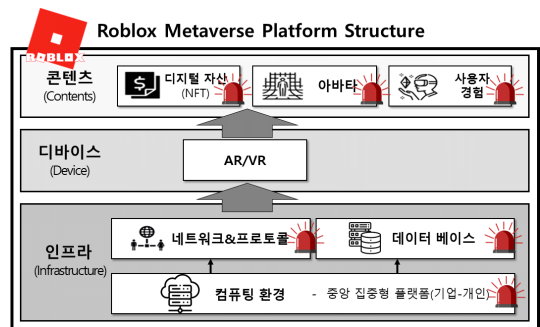 Roblox Metaverse Platform Structure
ROBLOX
콘텐츠
(Contents)
디지털 자산
(NFT)
아바타
사용자
경험
디바이스
(Device)
AR/VR
인프라
(Infrastructure)
네트워크&프로토콜
데이터 베이스
컴퓨팅 환경
- 중앙 집중형 플랫폼(기업-개인)